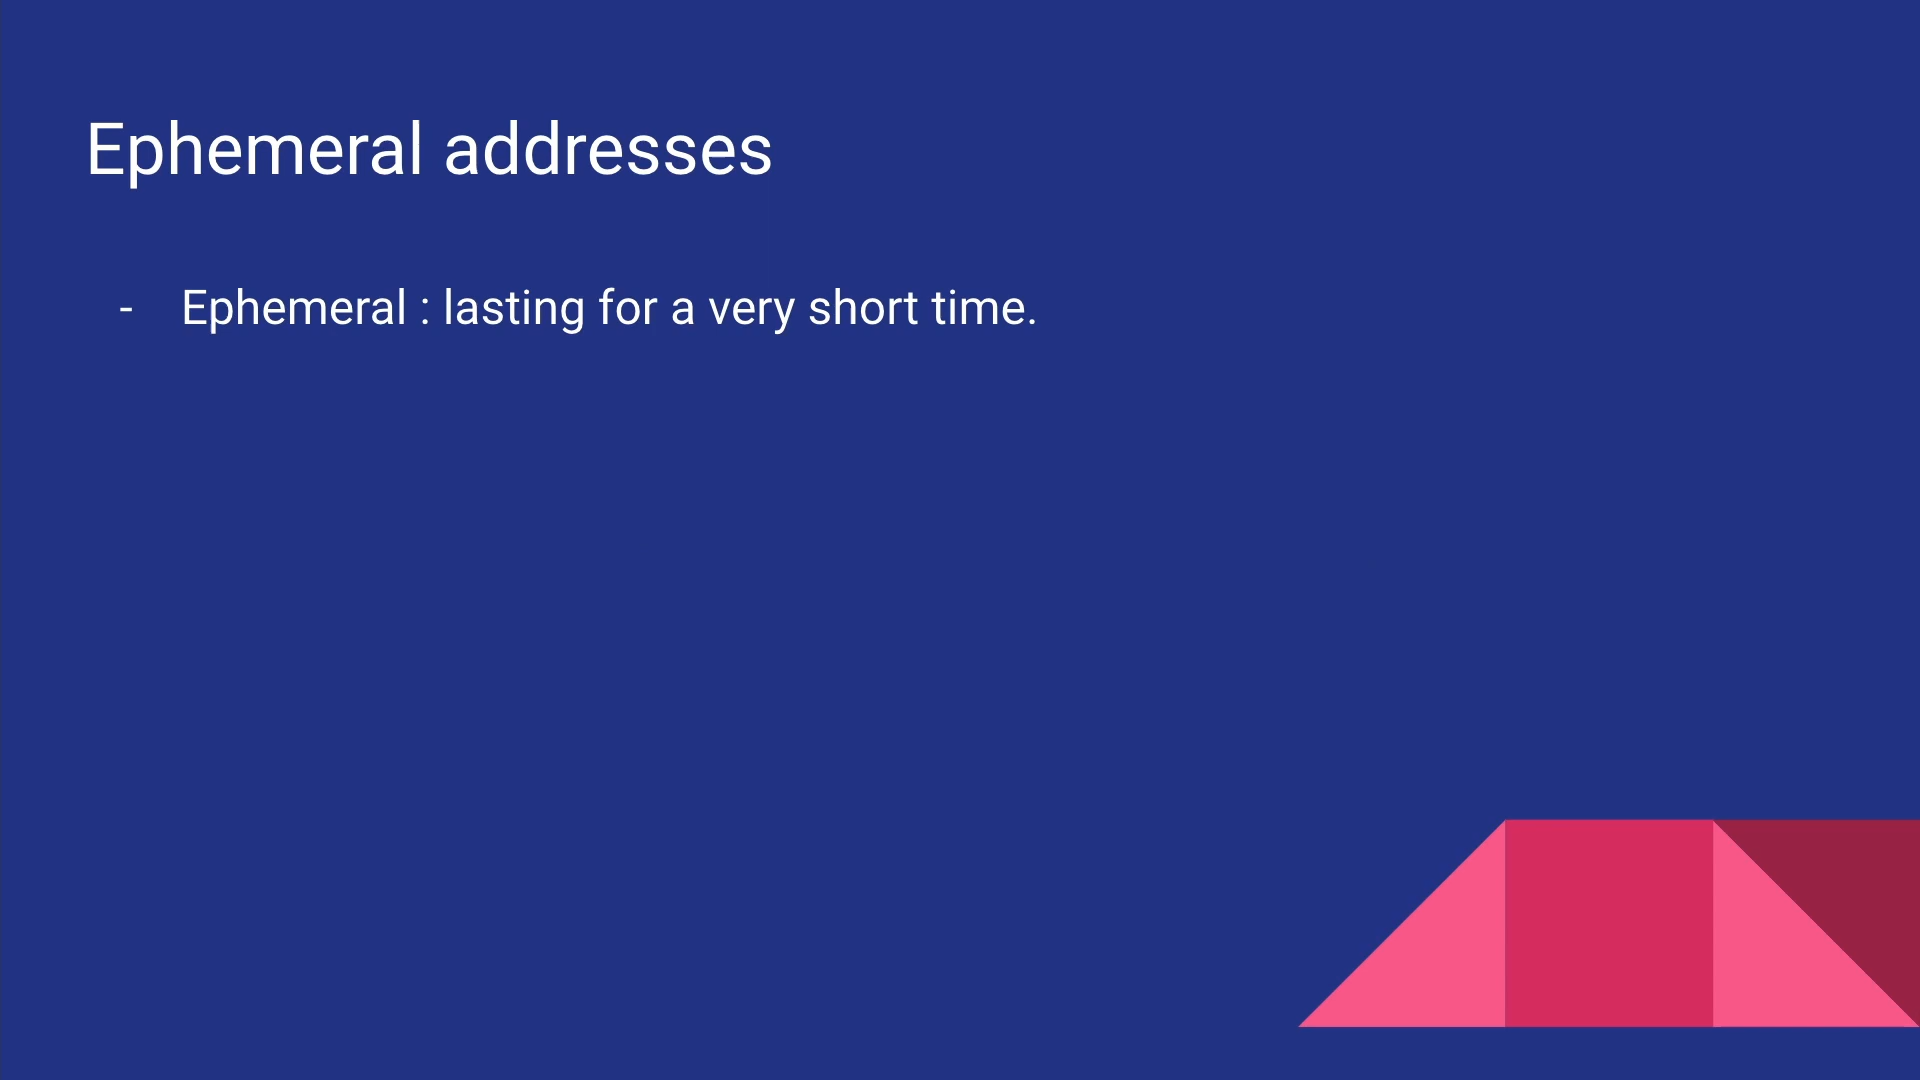 Ephemeral addresses
- Ephemeral : lasting for a very short time.